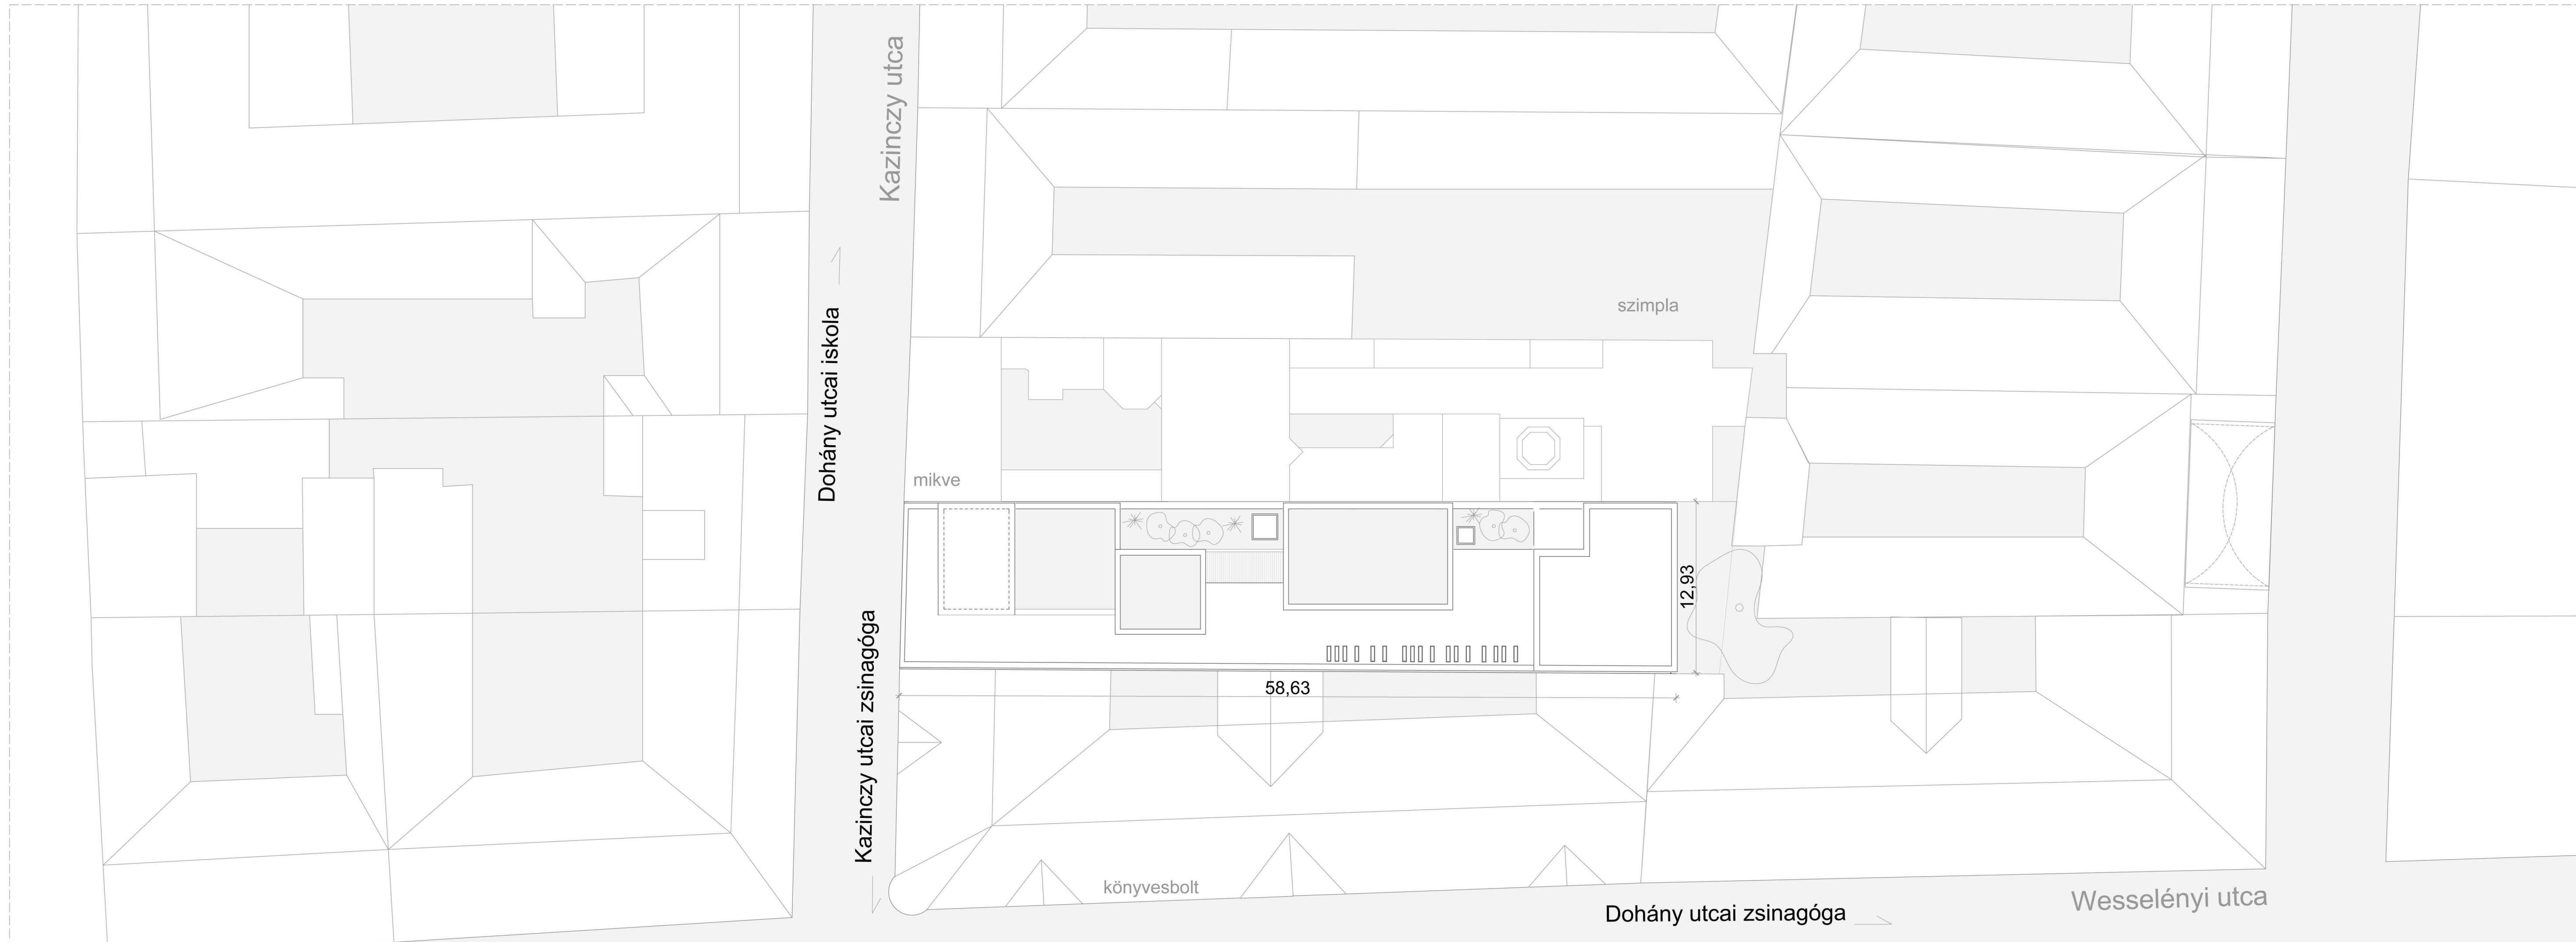 Kazinczy utca
szimpla
Dohány utcai iskola
mikve
12,93
58,63
Kazinczy utcai zsinagóga
könyvesbolt
Wesselényi utca
Dohány utcai zsinagóga